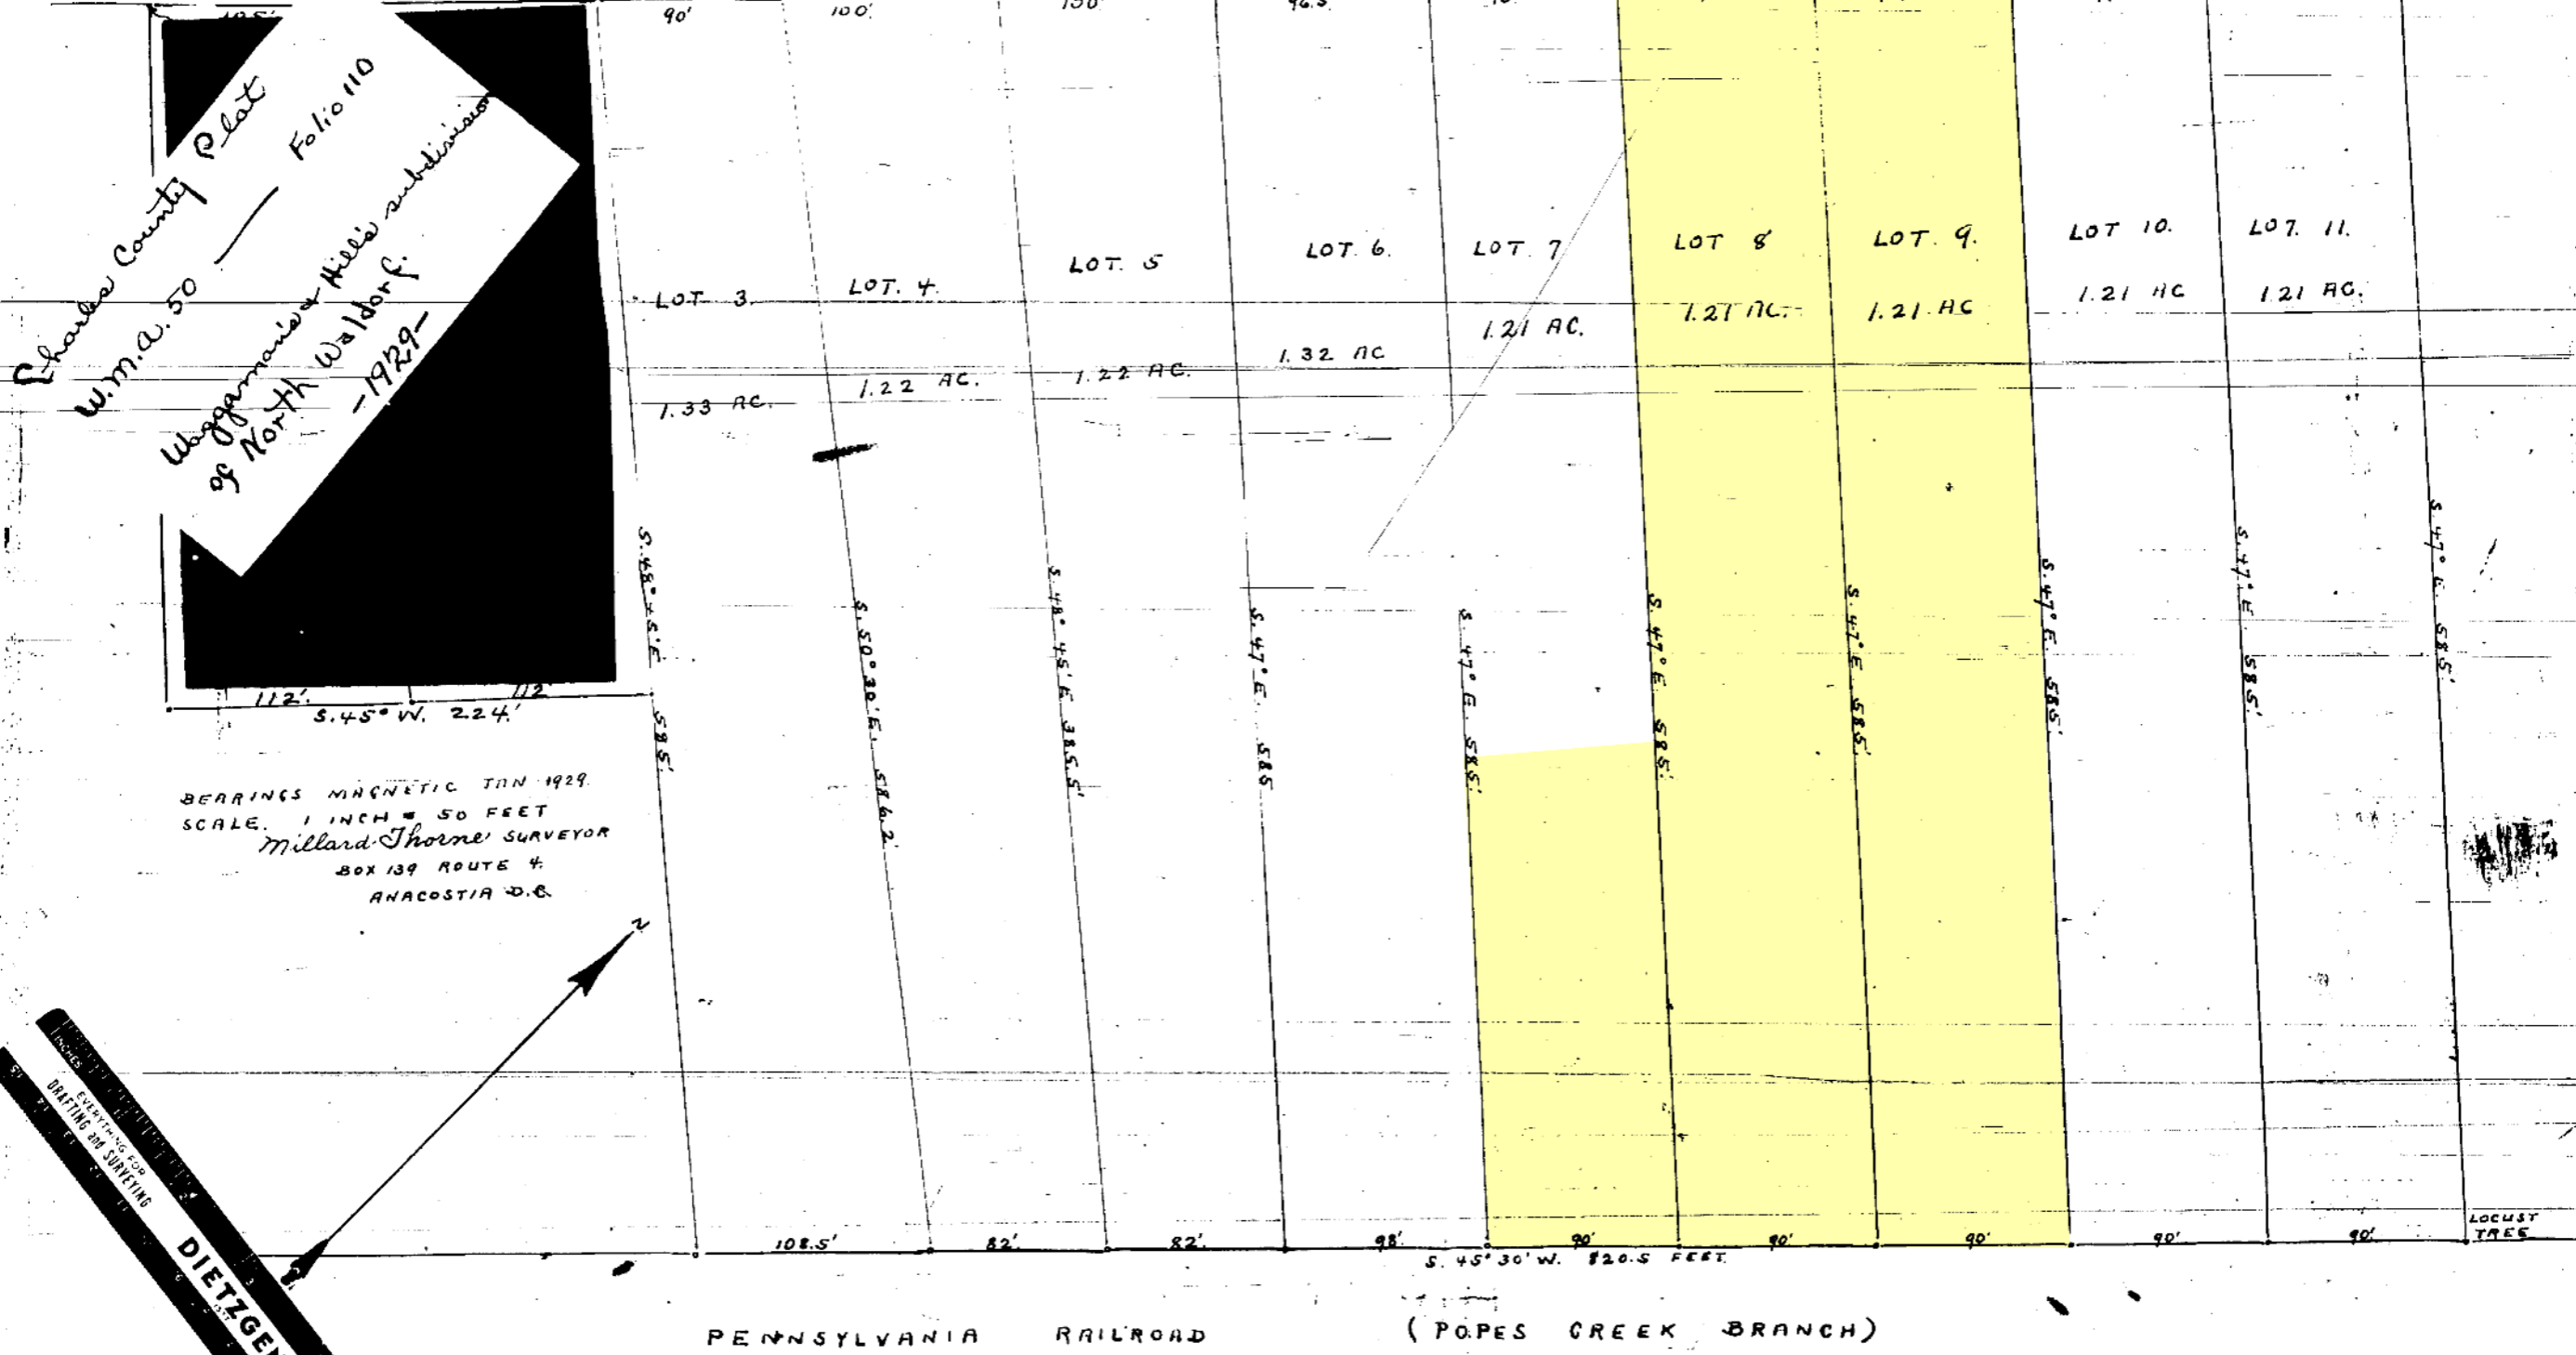 90'
100'
96.5'
Charles County Plat
W.M.A. 50 — Folio 110
Waggaman's & Hill's subdivision
of North Waldorf.
-1929-
LOT 3
LOT. 4.
LOT. 5
LOT. 6.
LOT. 7
LOT 8
LOT. 9.
LOT 10.
LOT. 11.
1.33 AC.
1.22 AC.
1.22 AC.
1.32 AC
1.21 AC.
1.21 AC.
1.21 AC
1.21 AC
1.21 AC.
S. 48° 45' E 585'
S. 50° 30' E. 586.2'
S. 48° 45' E 385.5'
S. 47° E. 585
S. 47° E. 585'
S. 47° E 585'
S. 47° E 585'
S. 47° E. 585'
S. 47° E. 585'
S. 47° E. 585'
112.'
112'
S. 45° W. 224.'
BEARINGS MAGNETIC JAN 1929.
SCALE. 1 INCH = 50 FEET
Millard Thorne SURVEYOR
BOX 139 ROUTE 4.
ANACOSTIA D.C.
N
INCHES
EVERYTHING FOR
DRAFTING and SURVEYING
DIETZGEN
108.5'
82'
82'
98'
90'
90'
90'
90'
90'
LOCUST
TREE
S. 45° 30' W. 820.5 FEET.
PENNSYLVANIA RAILROAD (POPES CREEK BRANCH)